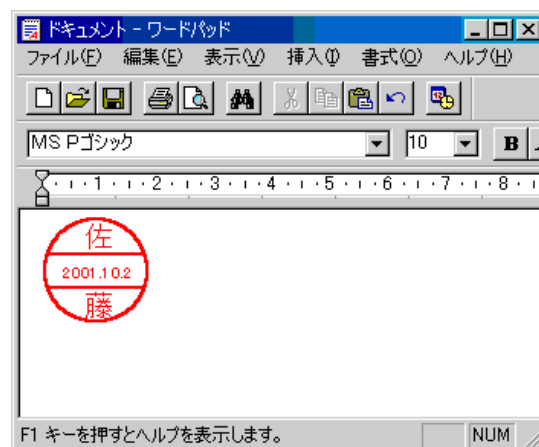 ドキュメント - ワードパッド
ファイル(F) 編集(E) 表示(V) 挿入(I) 書式(O) ヘルプ(H)
MS Pゴシック 10 B
1 2 3 4 5 6 7 8
佐
2001.10.2
藤
F1 キーを押すとヘルプを表示します。 NUM